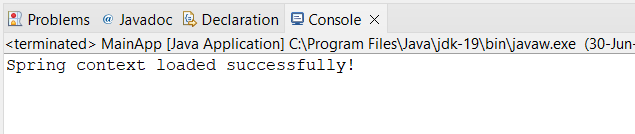 Problems @ Javadoc Declaration Console
<terminated> MainApp [Java Application] C:\Program Files\Java\jdk-19\bin\javaw.exe (30-Jun-
Spring context loaded successfully!